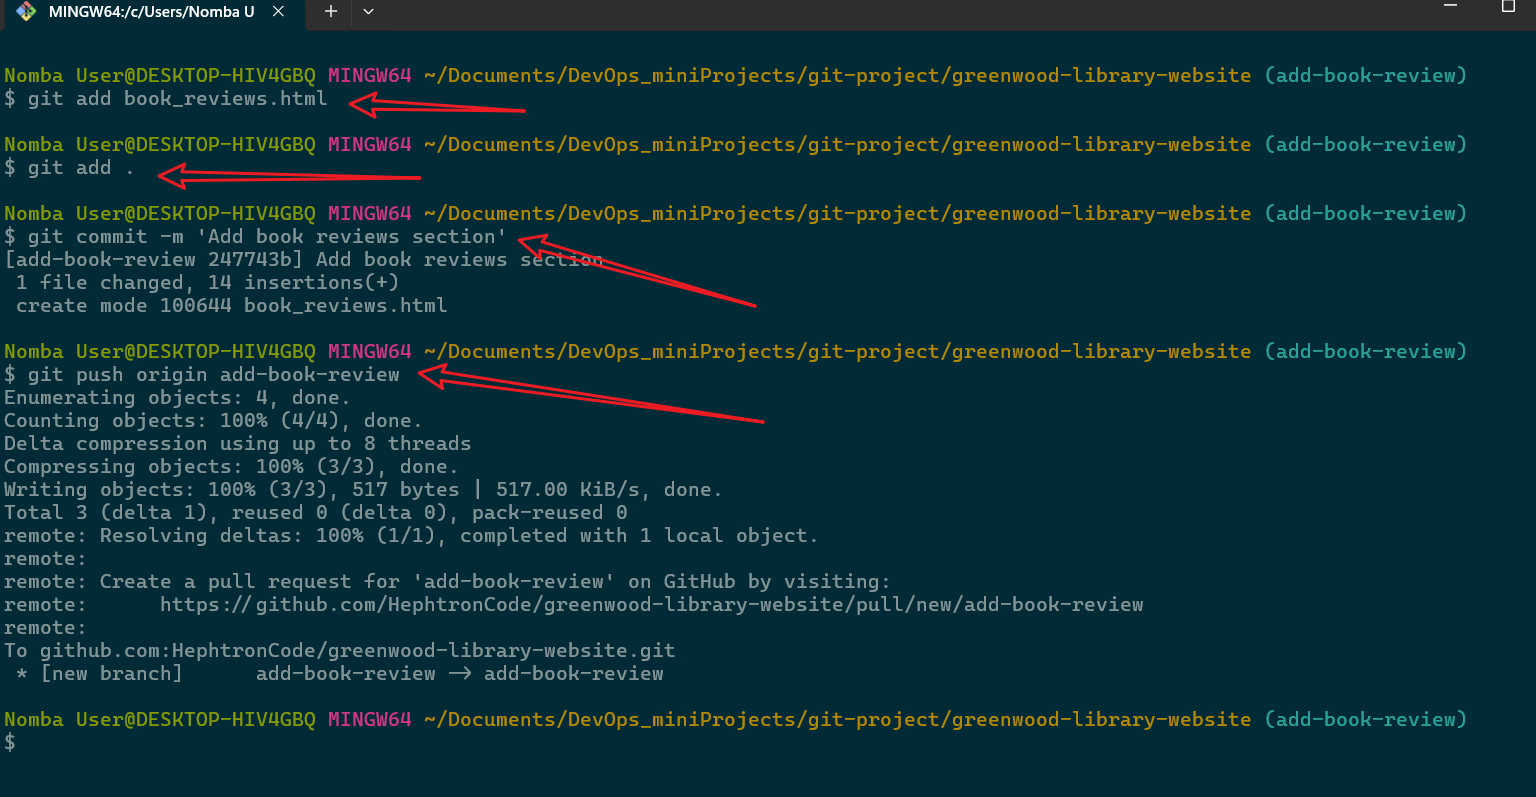 MINGW64:/c/Users/Nomba U
Nomba User@DESKTOP-HIV4GBQ MINGW64 ~/Documents/DevOps_miniProjects/git-project/greenwood-library-website (add-book-review)
$ git add book_reviews.html
Nomba User@DESKTOP-HIV4GBQ MINGW64 ~/Documents/DevOps_miniProjects/git-project/greenwood-library-website (add-book-review)
$ git add .
Nomba User@DESKTOP-HIV4GBQ MINGW64 ~/Documents/DevOps_miniProjects/git-project/greenwood-library-website (add-book-review)
$ git commit -m 'Add book reviews section'
[add-book-review 247743b] Add book reviews section
 1 file changed, 14 insertions(+)
 create mode 100644 book_reviews.html
Nomba User@DESKTOP-HIV4GBQ MINGW64 ~/Documents/DevOps_miniProjects/git-project/greenwood-library-website (add-book-review)
$ git push origin add-book-review
Enumerating objects: 4, done.
Counting objects: 100% (4/4), done.
Delta compression using up to 8 threads
Compressing objects: 100% (3/3), done.
Writing objects: 100% (3/3), 517 bytes | 517.00 KiB/s, done.
Total 3 (delta 1), reused 0 (delta 0), pack-reused 0
remote: Resolving deltas: 100% (1/1), completed with 1 local object.
remote:
remote: Create a pull request for 'add-book-review' on GitHub by visiting:
remote:      https://github.com/HephtronCode/greenwood-library-website/pull/new/add-book-review
remote:
To github.com:HephtronCode/greenwood-library-website.git
 * [new branch]      add-book-review -> add-book-review
Nomba User@DESKTOP-HIV4GBQ MINGW64 ~/Documents/DevOps_miniProjects/git-project/greenwood-library-website (add-book-review)
$